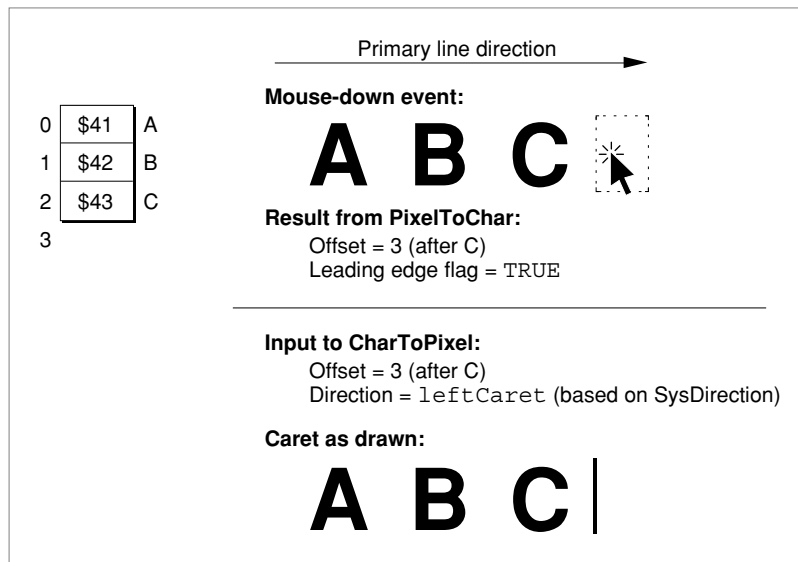 Primary line direction
Mouse-down event:
0 $41 A
1 $42 B
2 $43 C
3
A B C
Result from PixelToChar:
Offset = 3 (after C)
Leading edge flag = TRUE
Input to CharToPixel:
Offset = 3 (after C)
Direction = leftCaret (based on SysDirection)
Caret as drawn:
A B C